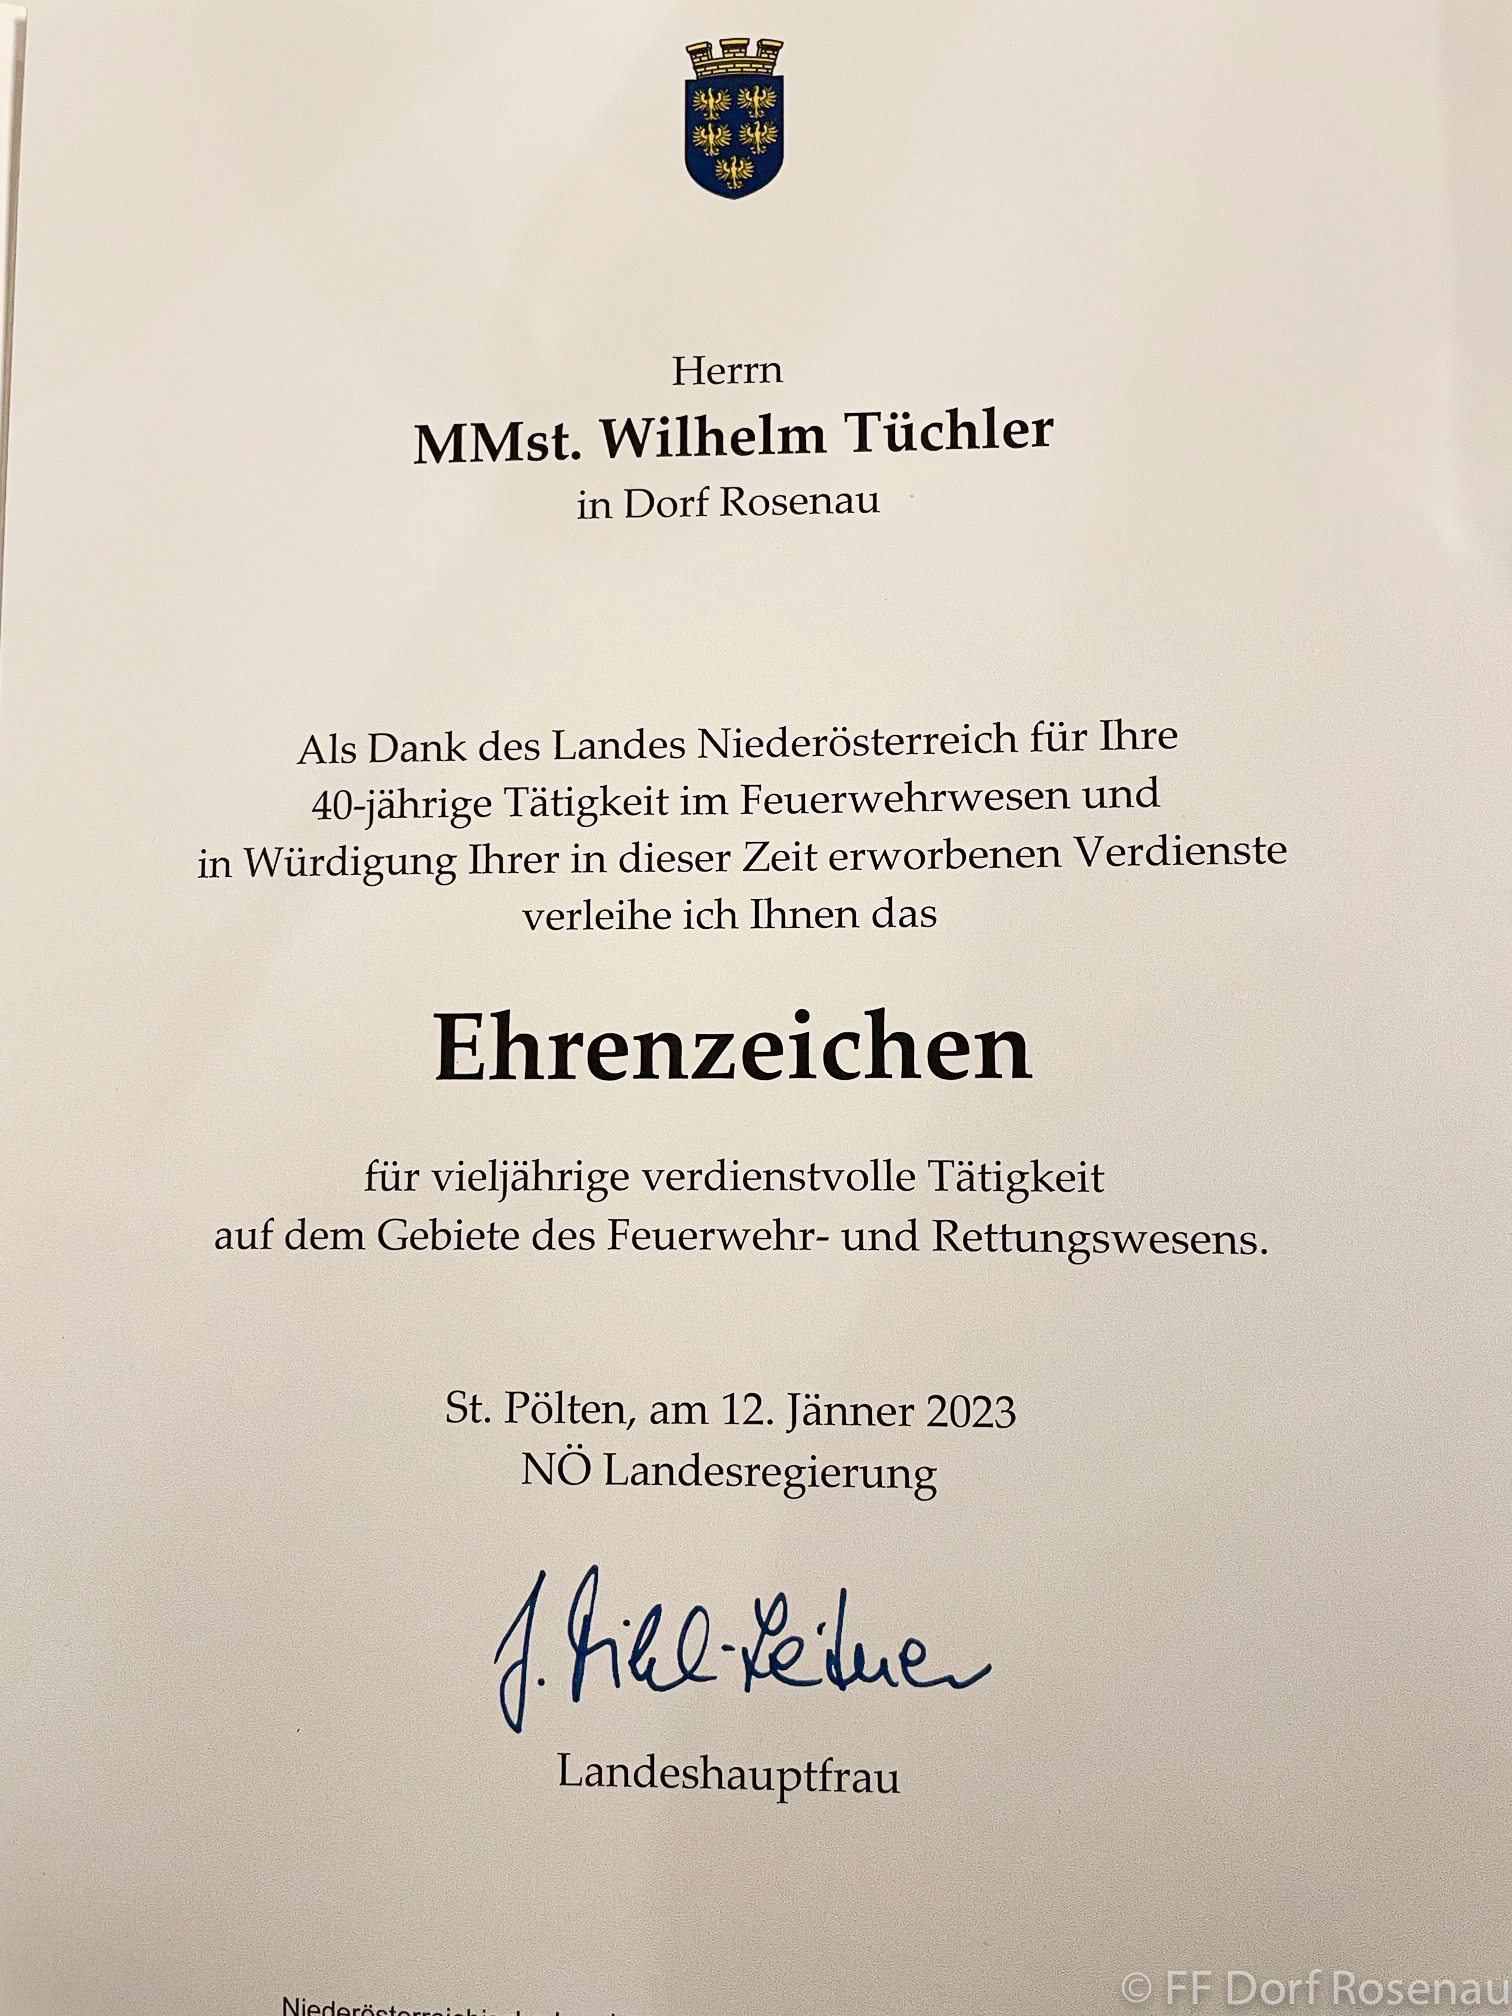 Herrn
MMst. Wilhelm Tüchler
in Dorf Rosenau
Als Dank des Landes Niederösterreich für Ihre
40-jährige Tätigkeit im Feuerwehrwesen und
in Würdigung Ihrer in dieser Zeit erworbenen Verdienste
verleihe ich Ihnen das
Ehrenzeichen
für vieljährige verdienstvolle Tätigkeit
auf dem Gebiete des Feuerwehr- und Rettungswesens.
St. Pölten, am 12. Jänner 2023
NÖ Landesregierung
J. Mikl-Leitner
Landeshauptfrau
© FF Dorf Rosenau